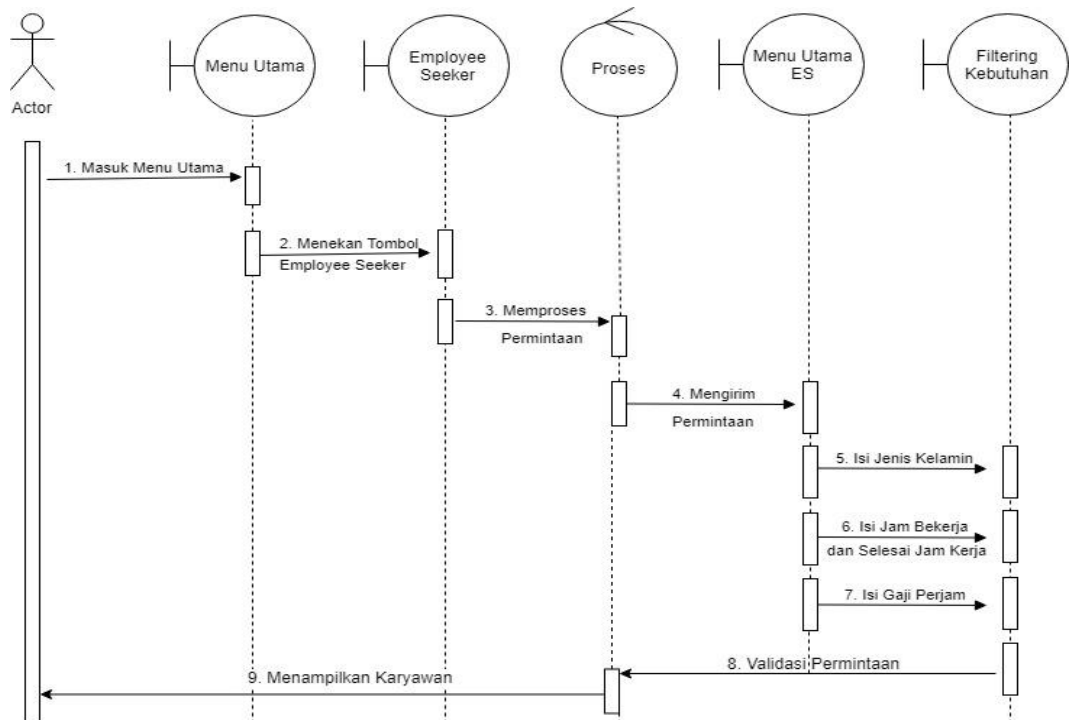 Actor
Menu Utama
Employee
Seeker
Proses
Menu Utama
ES
Filtering
Kebutuhan
1. Masuk Menu Utama
2. Menekan Tombol
Employee Seeker
3. Memproses
Permintaan
4. Mengirim
Permintaan
5. Isi Jenis Kelamin
6. Isi Jam Bekerja
dan Selesai Jam Kerja
7. Isi Gaji Perjam
8. Validasi Permintaan
9. Menampilkan Karyawan